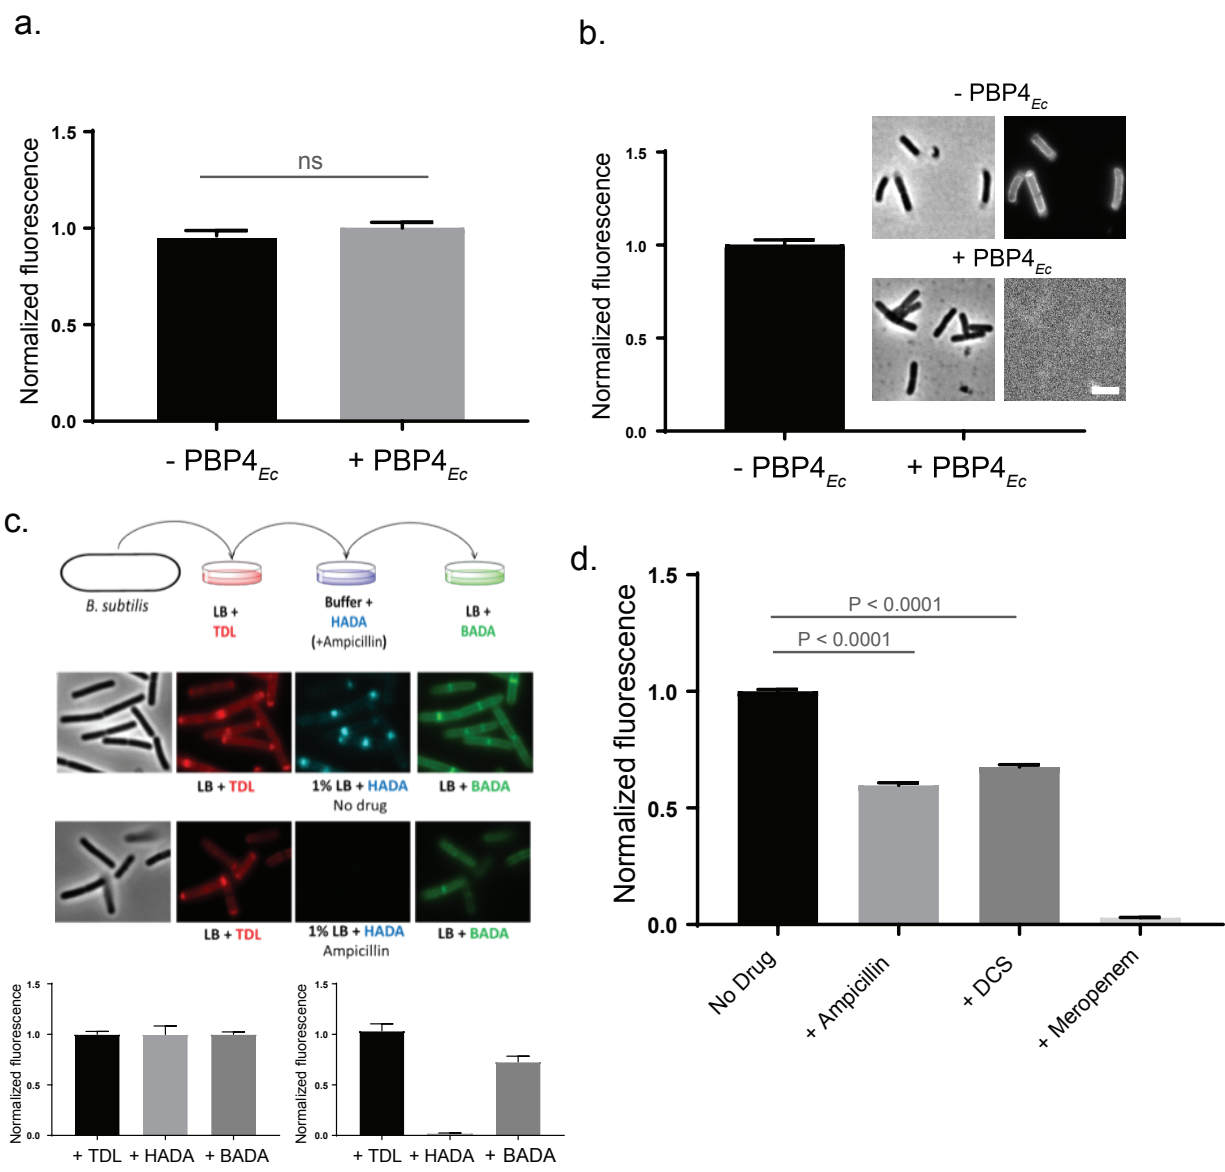 a.
1.5
1.0
0.5
0.0
Normalized fluorescence
ns
- PBP4Ec
+ PBP4Ec
b.
1.5
1.0
0.5
0.0
Normalized fluorescence
- PBP4Ec
+ PBP4Ec
- PBP4Ec
+ PBP4Ec
c.
B. subtilis
LB +
TDL
Buffer +
HADA
(+Ampicillin)
LB +
BADA
LB + TDL
1% LB + HADA
No drug
LB + BADA
LB + TDL
1% LB + HADA
Ampicillin
LB + BADA
Normalized fluorescence
1.5
1.0
0.5
0.0
+ TDL
+ HADA
+ BADA
Normalized fluorescence
1.5
1.0
0.5
0.0
+ TDL
+ HADA
+ BADA
d.
1.5
1.0
0.5
0.0
Normalized fluorescence
P < 0.0001
P < 0.0001
No Drug
+ Ampicillin
+ DCS
+ Meropenem